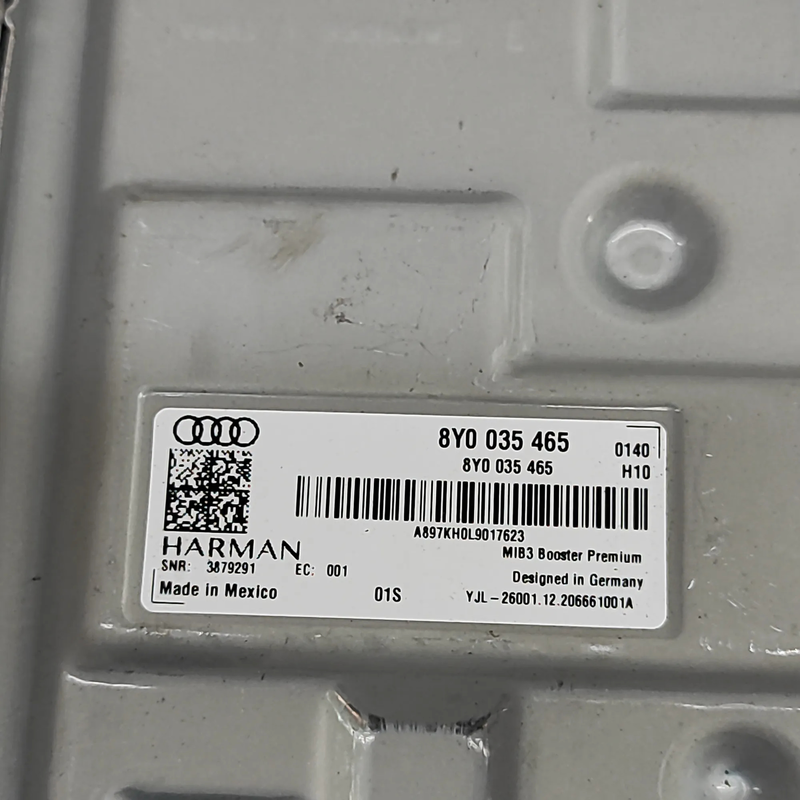 8Y0 035 465
0140
8Y0 035 465
H10
A897KH0L9017623
HARMAN
MIB3 Booster Premium
SNR: 3879291 EC: 001
Designed in Germany
Made in Mexico
01S
YJL-26001.12.206661001A